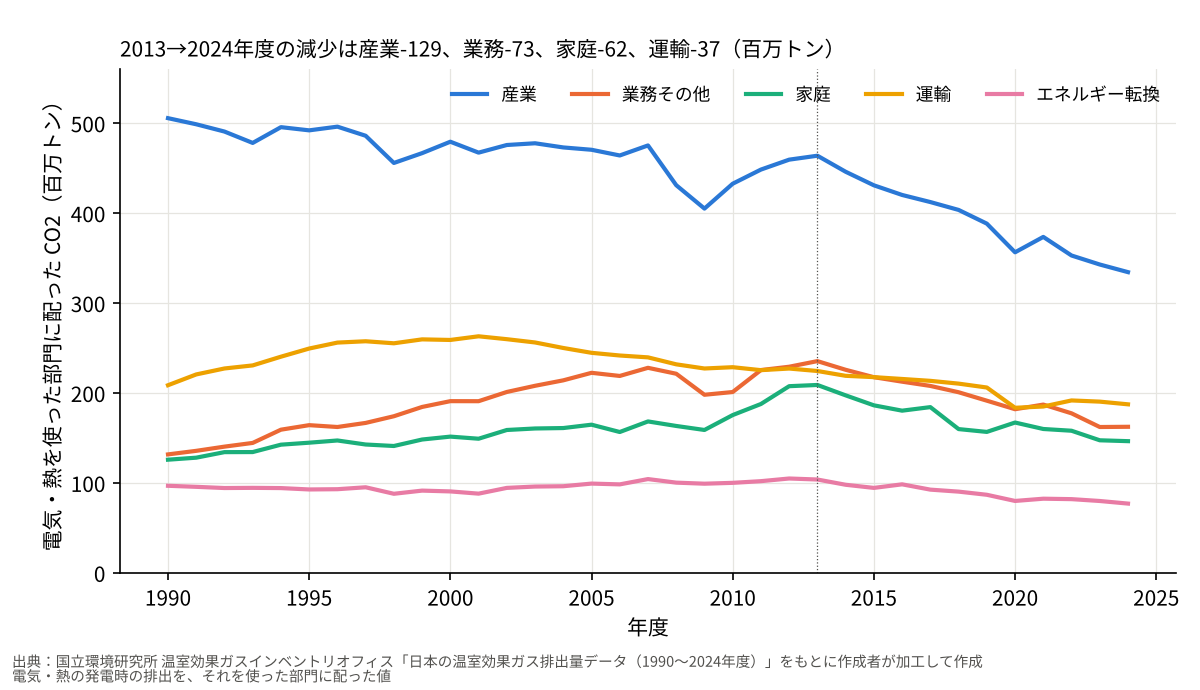 2013→2024年度の減少は産業-129、業務-73、家庭-62、運輸-37（百万トン）
産業 業務その他 家庭 運輸 エネルギー転換
電気・熱を使った部門に配った CO2（百万トン）
500
400
300
200
100
0
1990 1995 2000 2005 2010 2015 2020 2025
年度
出典：国立環境研究所 温室効果ガスインベントリオフィス「日本の温室効果ガス排出量データ（1990～2024年度）」をもとに作成者が加工して作成
電気・熱の発電時の排出を、それを使った部門に配った値